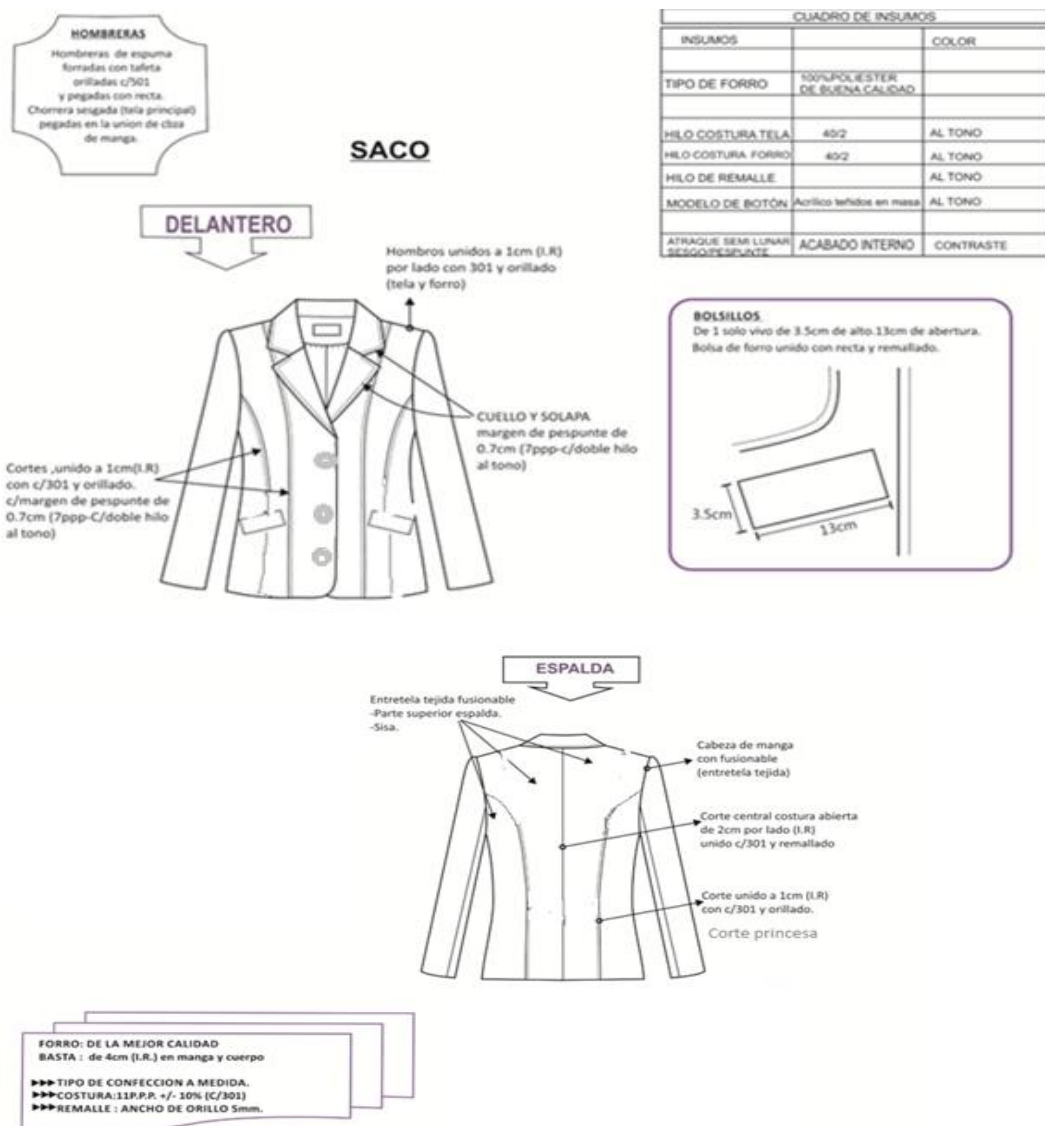 HOMBRERAS
Hombreras de espuma
forradas con tafeta
orilladas c/501
y pegadas con recta.
Chorrera sesgada (tela principal)
pegadas en la union de cbza
de manga.
SACO
CUADRO DE INSUMOS
INSUMOS COLOR
TIPO DE FORRO 100%POLIESTER
DE BUENA CALIDAD
HILO COSTURA TELA 40/2 AL TONO
HILO COSTURA FORRO 40/2 AL TONO
HILO DE REMALLE AL TONO
MODELO DE BOTÓN Acrílico teñidos en masa AL TONO
ATRAQUE SEMI LUNAR
SESGO/PESPUNTE ACABADO INTERNO CONTRASTE
DELANTERO
Hombros unidos a 1cm (I.R)
por lado con 301 y orillado
(tela y forro)
CUELLO Y SOLAPA
margen de pespunte de
0.7cm (7ppp-c/doble hilo
al tono)
Cortes ,unido a 1cm(I.R)
con c/301 y orillado.
c/margen de pespunte de
0.7cm (7ppp-C/doble hilo
al tono)
BOLSILLOS
De 1 solo vivo de 3.5cm de alto.13cm de abertura.
Bolsa de forro unido con recta y remallado.
3.5cm
13cm
ESPALDA
Entretela tejida fusionable
-Parte superior espalda.
-Sisa.
Cabeza de manga
con fusionable
(entretela tejida)
Corte central costura abierta
de 2cm por lado (I.R)
unido c/301 y remallado
Corte unido a 1cm (I.R)
con c/301 y orillado.
Corte princesa
FORRO: DE LA MEJOR CALIDAD
BASTA : de 4cm (I.R.) en manga y cuerpo
TIPO DE CONFECCION A MEDIDA.
COSTURA:11P.P.P. +/- 10% (C/301)
REMALLE : ANCHO DE ORILLO 5mm.